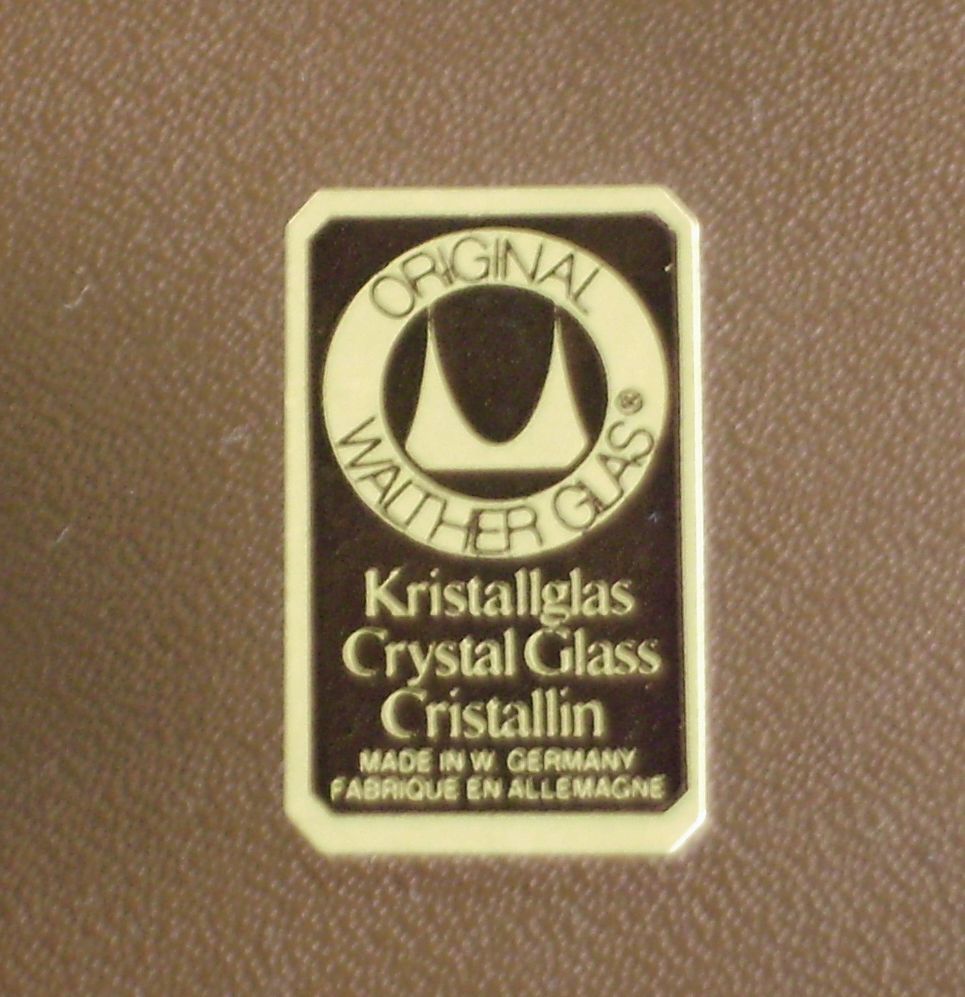 ORIGINAL
WALTHER GLAS®
Kristallglas
Crystal Glass
Cristallin
MADE IN W. GERMANY
FABRIQUE EN ALLEMAGNE